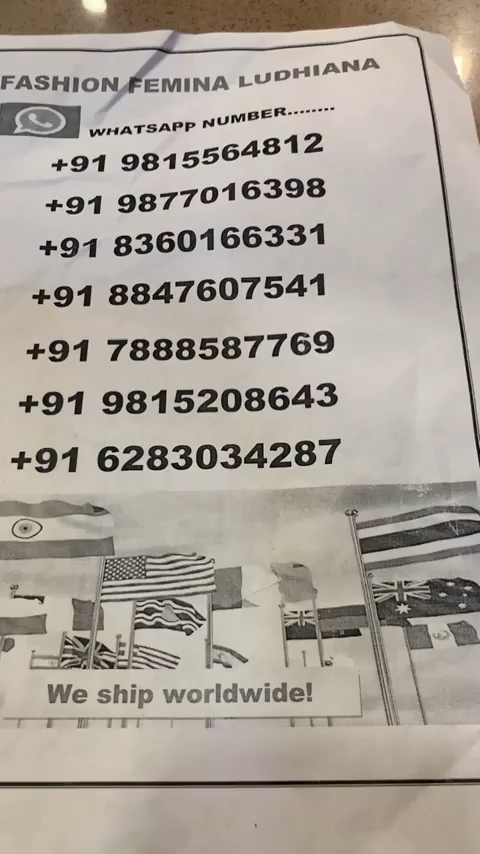 FASHION FEMINA LUDHIANA
WHATSAPP NUMBER........
+91 9815564812
+91 9877016398
+91 8360166331
+91 8847607541
+91 7888587769
+91 9815208643
+91 6283034287
We ship worldwide!